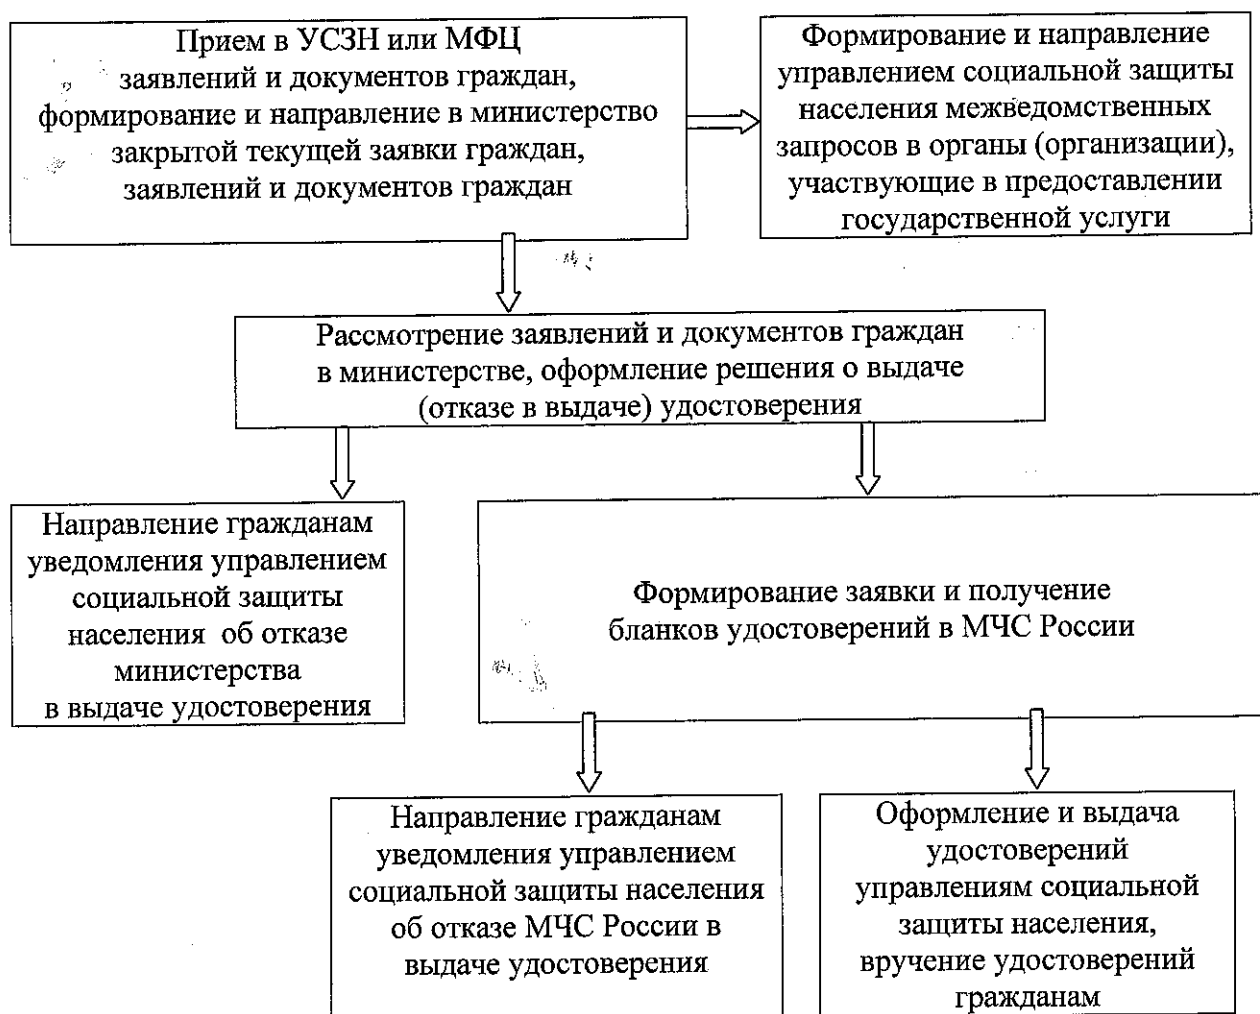 Прием в УСЗН или МФЦ
заявлений и документов граждан,
формирование и направление в министерство
закрытой текущей заявки граждан,
заявлений и документов граждан
Формирование и направление
управлением социальной защиты
населения межведомственных
запросов в органы (организации),
участвующие в предоставлении
государственной услуги
Рассмотрение заявлений и документов граждан
в министерстве, оформление решения о выдаче
(отказе в выдаче) удостоверения
Направление гражданам
уведомления управлением
социальной защиты
населения об отказе
министерства
в выдаче удостоверения
Формирование заявки и получение
бланков удостоверений в МЧС России
Направление гражданам
уведомления управлением
социальной защиты населения
об отказе МЧС России в
выдаче удостоверения
Оформление и выдача
удостоверений
управлениям социальной
защиты населения,
вручение удостоверений
гражданам